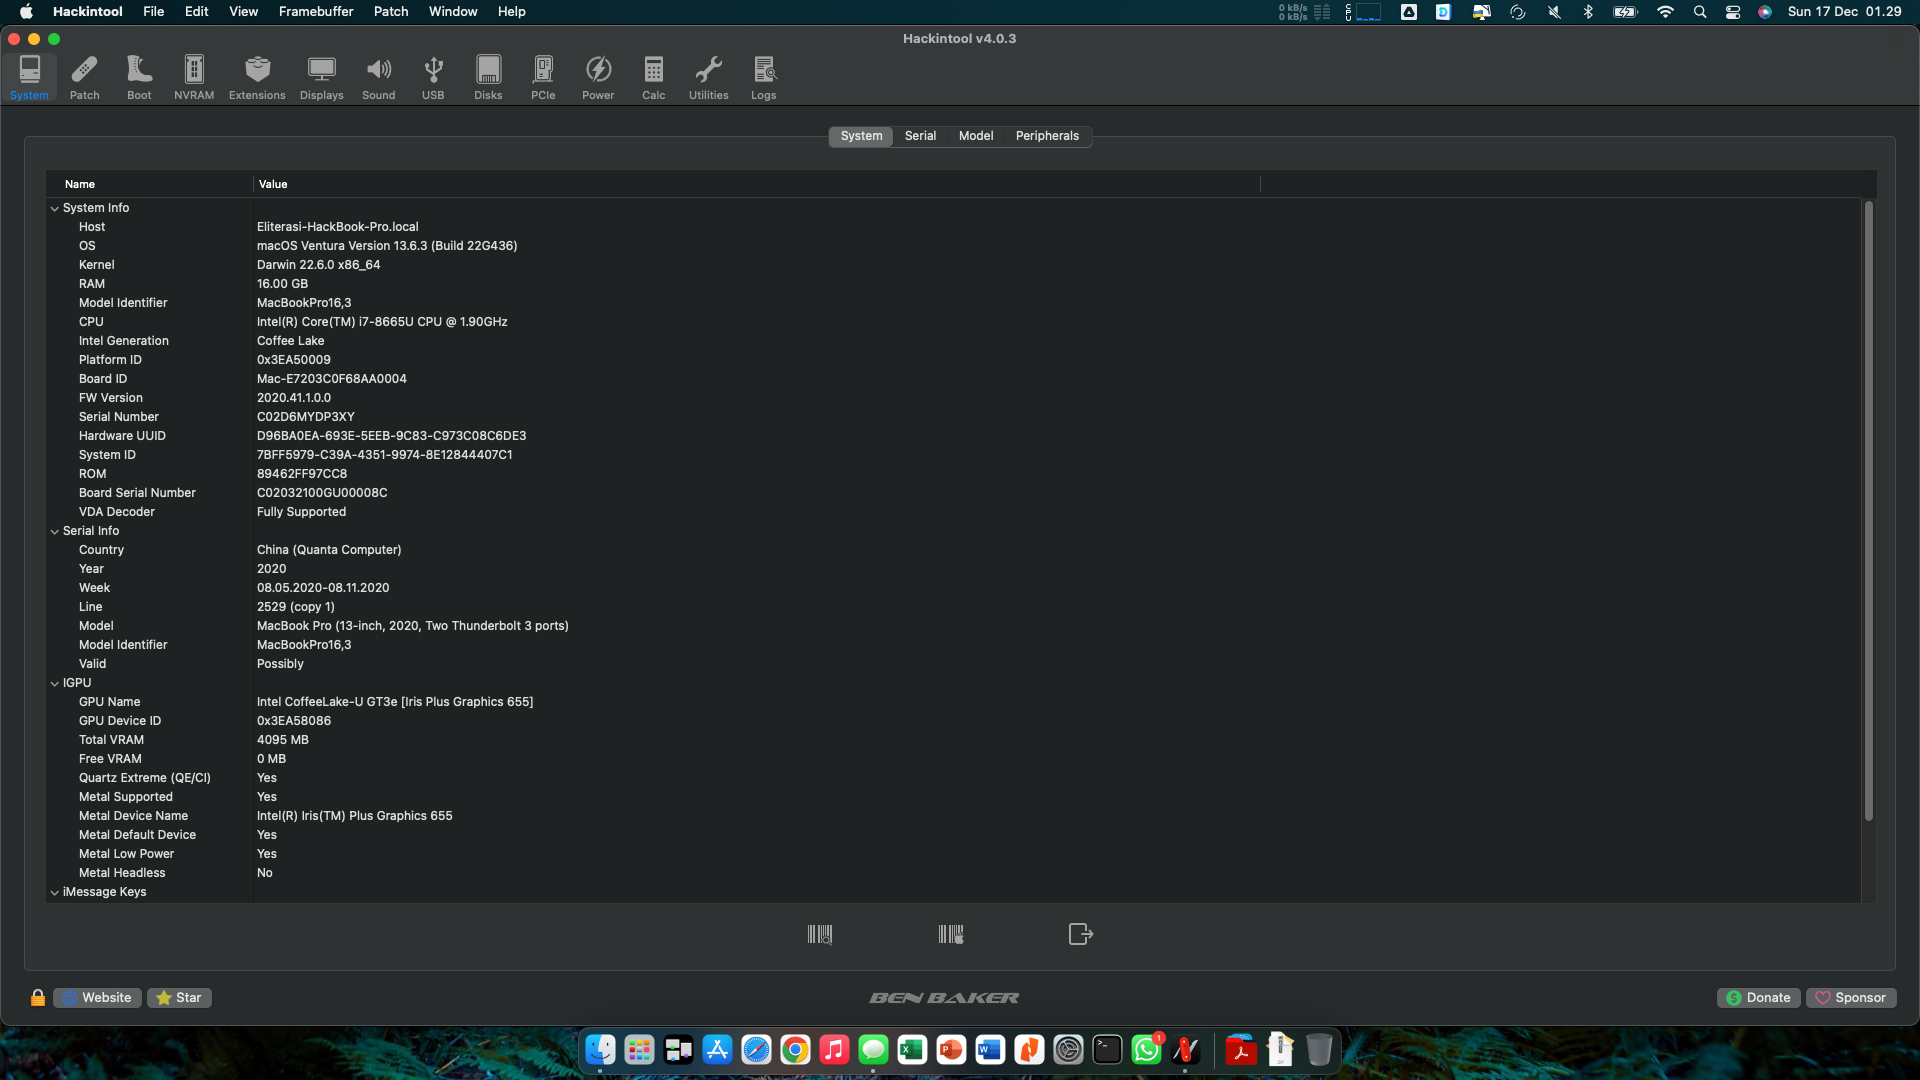 Hackintool File Edit View Framebuffer Patch Window Help 0 kB/s 0 kB/s CPU Sun 17 Dec 01.29
Hackintool v4.0.3
System Patch Boot NVRAM Extensions Displays Sound USB Disks PCIe Power Calc Utilities Logs
System Serial Model Peripherals
Name Value
System Info
Host Eliterasi-HackBook-Pro.local
OS macOS Ventura Version 13.6.3 (Build 22G436)
Kernel Darwin 22.6.0 x86_64
RAM 16.00 GB
Model Identifier MacBookPro16,3
CPU Intel(R) Core(TM) i7-8665U CPU @ 1.90GHz
Intel Generation Coffee Lake
Platform ID 0x3EA50009
Board ID Mac-E7203C0F68AA0004
FW Version 2020.41.1.0.0
Serial Number C02D6MYDP3XY
Hardware UUID D96BA0EA-693E-5EEB-9C83-C973C08C6DE3
System ID 7BFF5979-C39A-4351-9974-8E12844407C1
ROM 89462FF97CC8
Board Serial Number C02032100GU00008C
VDA Decoder Fully Supported
Serial Info
Country China (Quanta Computer)
Year 2020
Week 08.05.2020-08.11.2020
Line 2529 (copy 1)
Model MacBook Pro (13-inch, 2020, Two Thunderbolt 3 ports)
Model Identifier MacBookPro16,3
Valid Possibly
IGPU
GPU Name Intel CoffeeLake-U GT3e [Iris Plus Graphics 655]
GPU Device ID 0x3EA58086
Total VRAM 4095 MB
Free VRAM 0 MB
Quartz Extreme (QE/CI) Yes
Metal Supported Yes
Metal Device Name Intel(R) Iris(TM) Plus Graphics 655
Metal Default Device Yes
Metal Low Power Yes
Metal Headless No
iMessage Keys
Website Star BEN BAKER Donate Sponsor
1